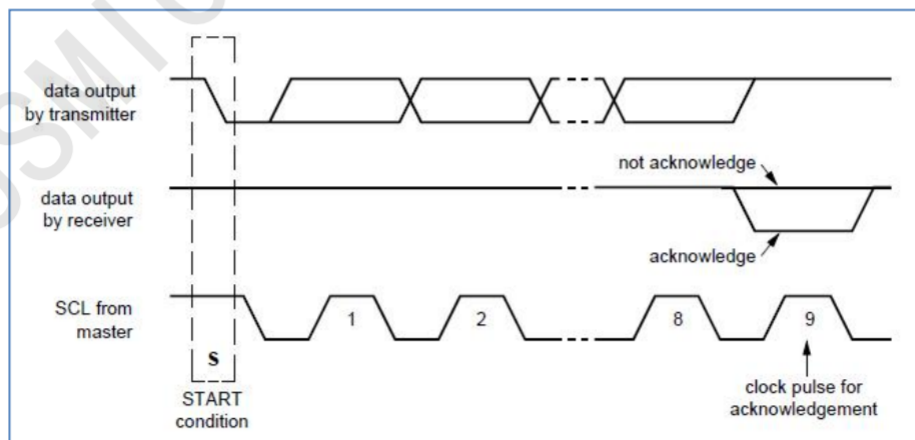 data output
by transmitter
not acknowledge
data output
by receiver
acknowledge
SCL from
master
1
2
8
9
S
START
condition
clock pulse for
acknowledgement